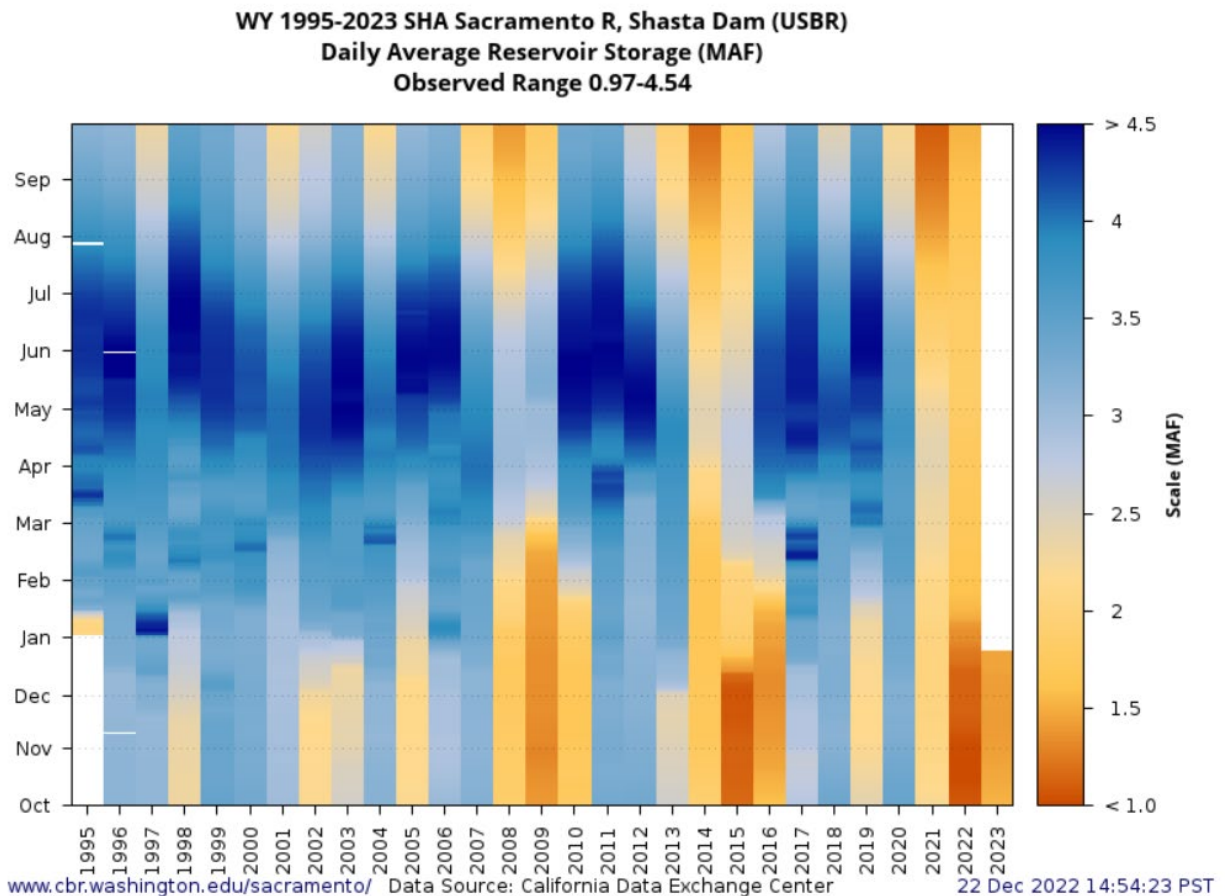 WY 1995-2023 SHA Sacramento R, Shasta Dam (USBR)
Daily Average Reservoir Storage (MAF)
Observed Range 0.97-4.54
Sep
Aug
Jul
Jun
May
Apr
Mar
Feb
Jan
Dec
Nov
Oct
1995
1996
1997
1998
1999
2000
2001
2002
2003
2004
2005
2006
2007
2008
2009
2010
2011
2012
2013
2014
2015
2016
2017
2018
2019
2020
2021
2022
2023
> 4.5
4
3.5
3
2.5
2
1.5
< 1.0
Scale (MAF)
www.cbr.washington.edu/sacramento/ Data Source: California Data Exchange Center 22 Dec 2022 14:54:23 PST